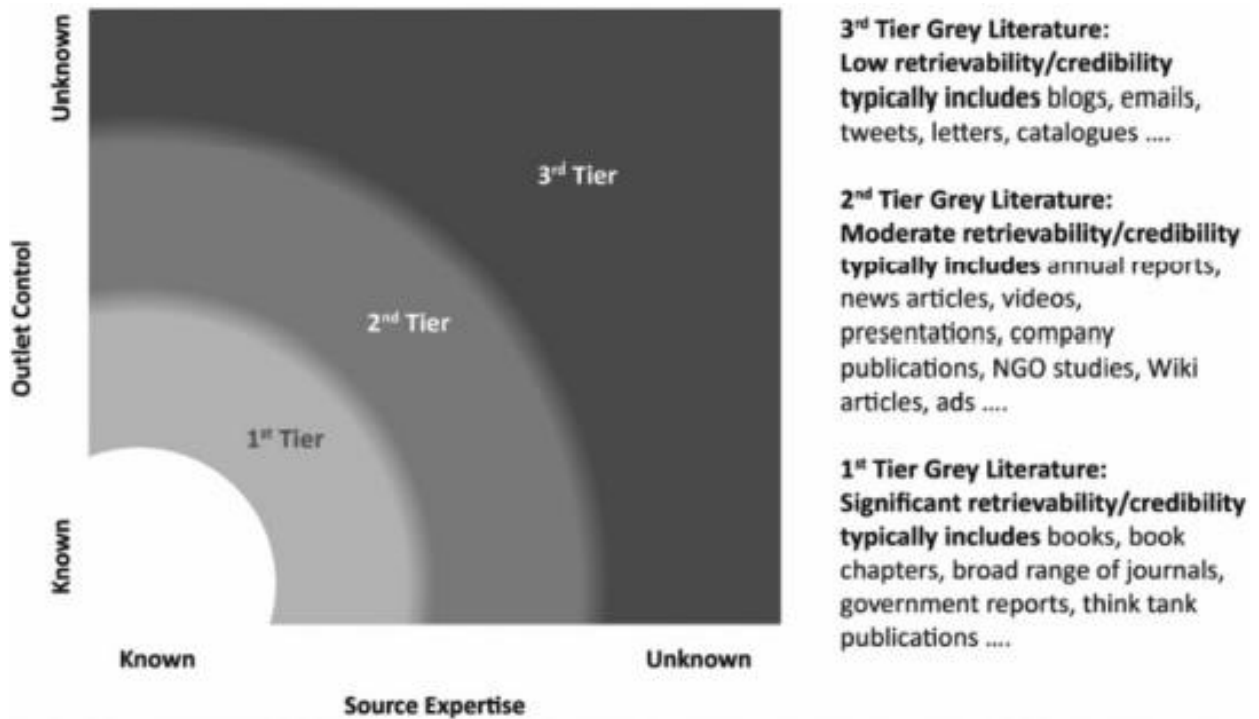 Unknown
Outlet Control
Known
3rd Tier
2nd Tier
1st Tier
Known
Unknown
Source Expertise
3rd Tier Grey Literature:
Low retrievability/credibility
typically includes blogs, emails,
tweets, letters, catalogues ....
2nd Tier Grey Literature:
Moderate retrievability/credibility
typically includes annual reports,
news articles, videos,
presentations, company
publications, NGO studies, Wiki
articles, ads ....
1st Tier Grey Literature:
Significant retrievability/credibility
typically includes books, book
chapters, broad range of journals,
government reports, think tank
publications ....